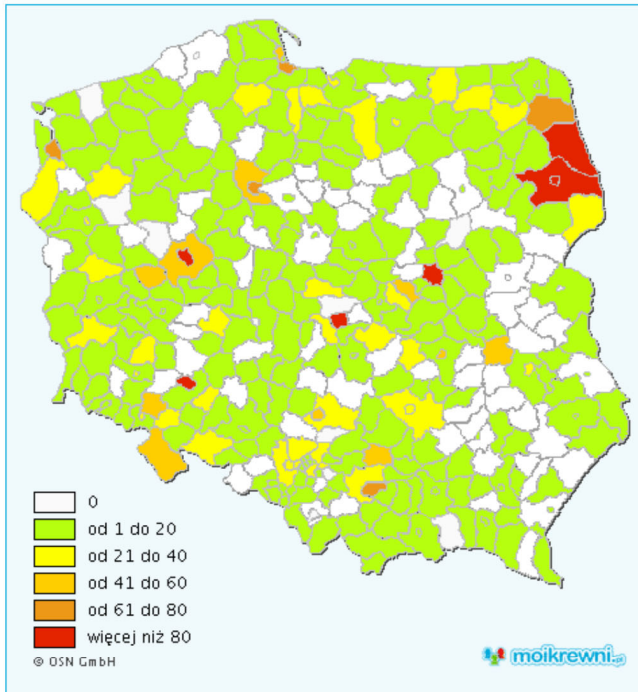 0
od 1 do 20
od 21 do 40
od 41 do 60
od 61 do 80
więcej niż 80
© OSN GmbH
moikrewni.pl